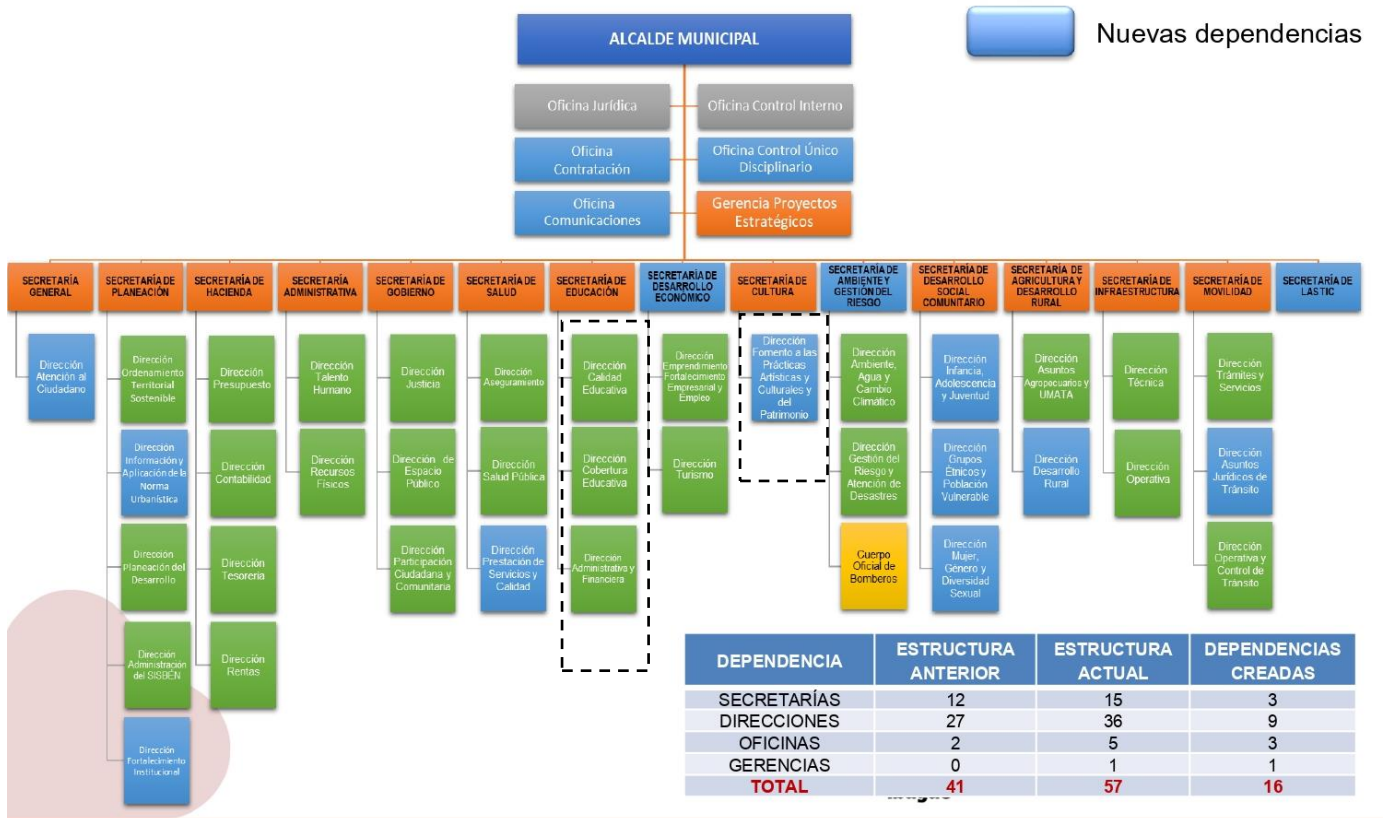 ALCALDE MUNICIPAL
Nuevas dependencias
Oficina Jurídica
Oficina Control Interno
Oficina
Contratación
Oficina Control Único
Disciplinario
Oficina
Comunicaciones
Gerencia Proyectos
Estratégicos
SECRETARÍA
GENERAL
SECRETARÍA DE
PLANEACIÓN
SECRETARÍA DE
HACIENDA
SECRETARÍA
ADMINISTRATIVA
SECRETARÍA DE
GOBIERNO
SECRETARÍA DE
SALUD
SECRETARÍA DE
EDUCACIÓN
SECRETARÍA DE
DESARROLLO
ECONÓMICO
SECRETARÍA DE
CULTURA
SECRETARÍA DE
AMBIENTE Y
GESTIÓN DEL
RIESGO
SECRETARÍA DE
DESARROLLO
SOCIAL
COMUNITARIO
SECRETARÍA DE
AGRICULTURA Y
DESARROLLO
RURAL
SECRETARÍA DE
INFRAESTRUCTURA
SECRETARÍA DE
MOVILIDAD
SECRETARÍA DE
LAS TIC
Dirección
Atención al
Ciudadano
Dirección
Ordenamiento
Territorial
Sostenible
Dirección
Información y
Aplicación de la
Norma
Urbanística
Dirección
Planeación del
Desarrollo
Dirección
Administración
del SISBÉN
Dirección
Fortalecimiento
Institucional
Dirección
Presupuesto
Dirección
Contabilidad
Dirección
Tesorería
Dirección
Rentas
Dirección
Talento
Humano
Dirección
Recursos
Físicos
Dirección
Justicia
Dirección de
Espacio
Público
Dirección
Participación
Ciudadana y
Comunitaria
Dirección
Aseguramiento
Dirección
Salud Pública
Dirección
Prestación de
Servicios y
Calidad
Dirección
Calidad
Educativa
Dirección
Cobertura
Educativa
Dirección
Administrativa y
Financiera
Dirección
Emprendimiento
Fortalecimiento
Empresarial y
Empleo
Dirección
Turismo
Dirección
Fomento a las
Prácticas
Artísticas y
Culturales y
del
Patrimonio
Dirección
Ambiente,
Agua y
Cambio
Climático
Dirección
Gestión del
Riesgo y
Atención de
Desastres
Cuerpo
Oficial de
Bomberos
Dirección
Infancia,
Adolescencia
y Juventud
Dirección
Grupos
Étnicos y
Población
Vulnerable
Dirección
Mujer,
Género y
Diversidad
Sexual
Dirección
Asuntos
Agropecuarios y
UMATA
Dirección
Desarrollo
Rural
Dirección
Técnica
Dirección
Operativa
Dirección
Trámites y
Servicios
Dirección
Asuntos
Jurídicos de
Tránsito
Dirección
Operativa y
Control de
Tránsito
DEPENDENCIA ESTRUCTURA ANTERIOR ESTRUCTURA ACTUAL DEPENDENCIAS CREADAS
SECRETARÍAS 12 15 3
DIRECCIONES 27 36 9
OFICINAS 2 5 3
GERENCIAS 0 1 1
TOTAL 41 57 16